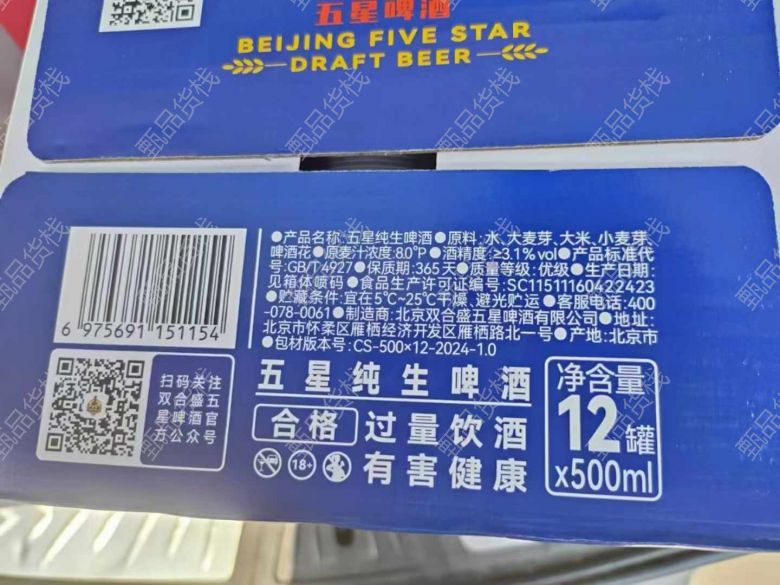 五星啤酒
BEIJING FIVE STAR
DRAFT BEER
●产品名称:五星纯生啤酒●原料:水、大麦芽、大米、小麦芽、
啤酒花●原麦汁浓度:8.0°P●酒精度:≥3.1%vol●产品标准代
号:GB/T 4927●保质期:365天●质量等级:优级●生产日期:
见箱体喷码●食品生产许可证编号:SC11511160422423
●贮藏条件:宜在5℃~25℃干燥、避光贮运●客服电话:400
-078-0061●制造商:北京双合盛五星啤酒有限公司●地址:
北京市怀柔区雁栖经济开发区雁栖路北一号●产地:北京市
●包材版本号:CS-500×12-2024-1.0
6 975691 151154
扫码关注
双合盛五
星啤酒官
方公众号
五星纯生啤酒
合格
过量饮酒
有害健康
18+
净含量
12罐
x500ml
甄品货栈